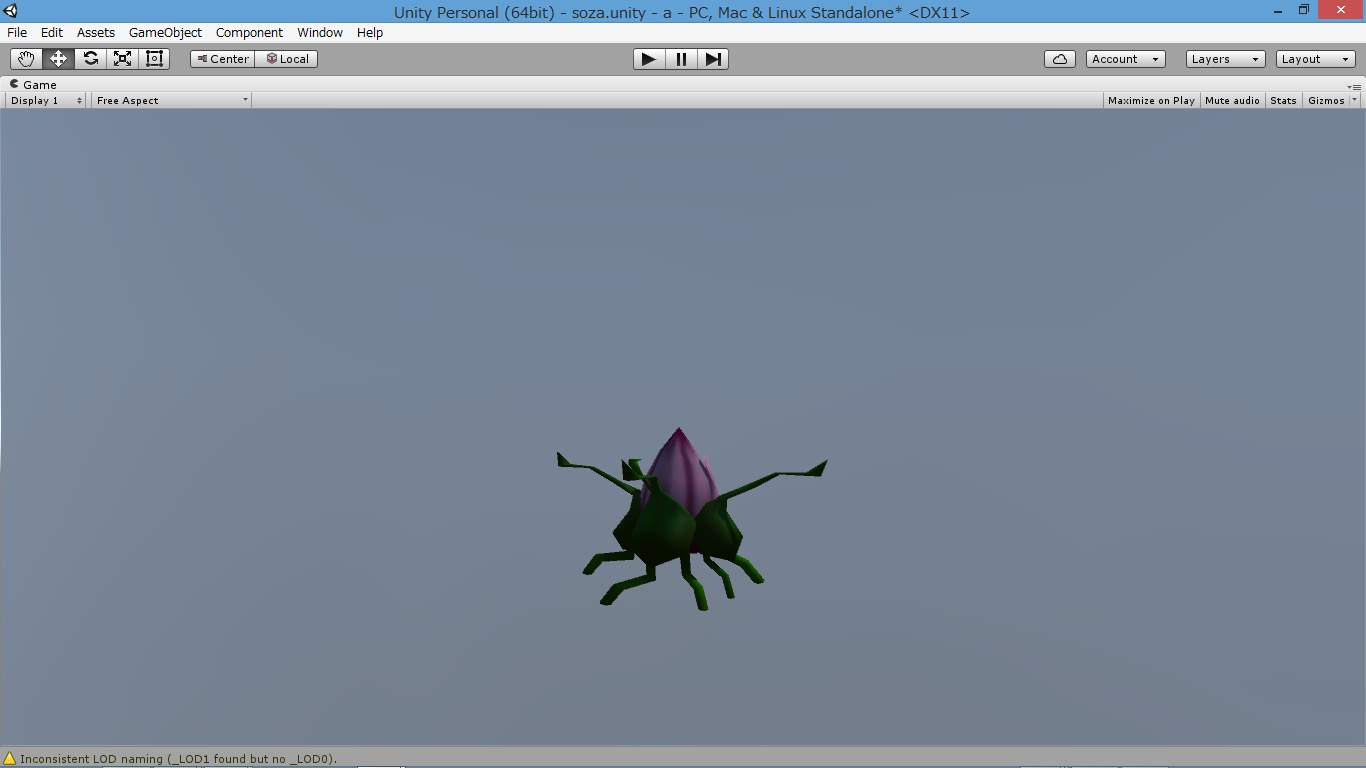 Unity Personal (64bit) - soza.unity - a - PC, Mac & Linux Standalone* <DX11>
File Edit Assets GameObject Component Window Help
Center Local Account Layers Layout
Game
Display 1 Free Aspect Maximize on Play Mute audio Stats Gizmos
Inconsistent LOD naming (_LOD1 found but no _LOD0).